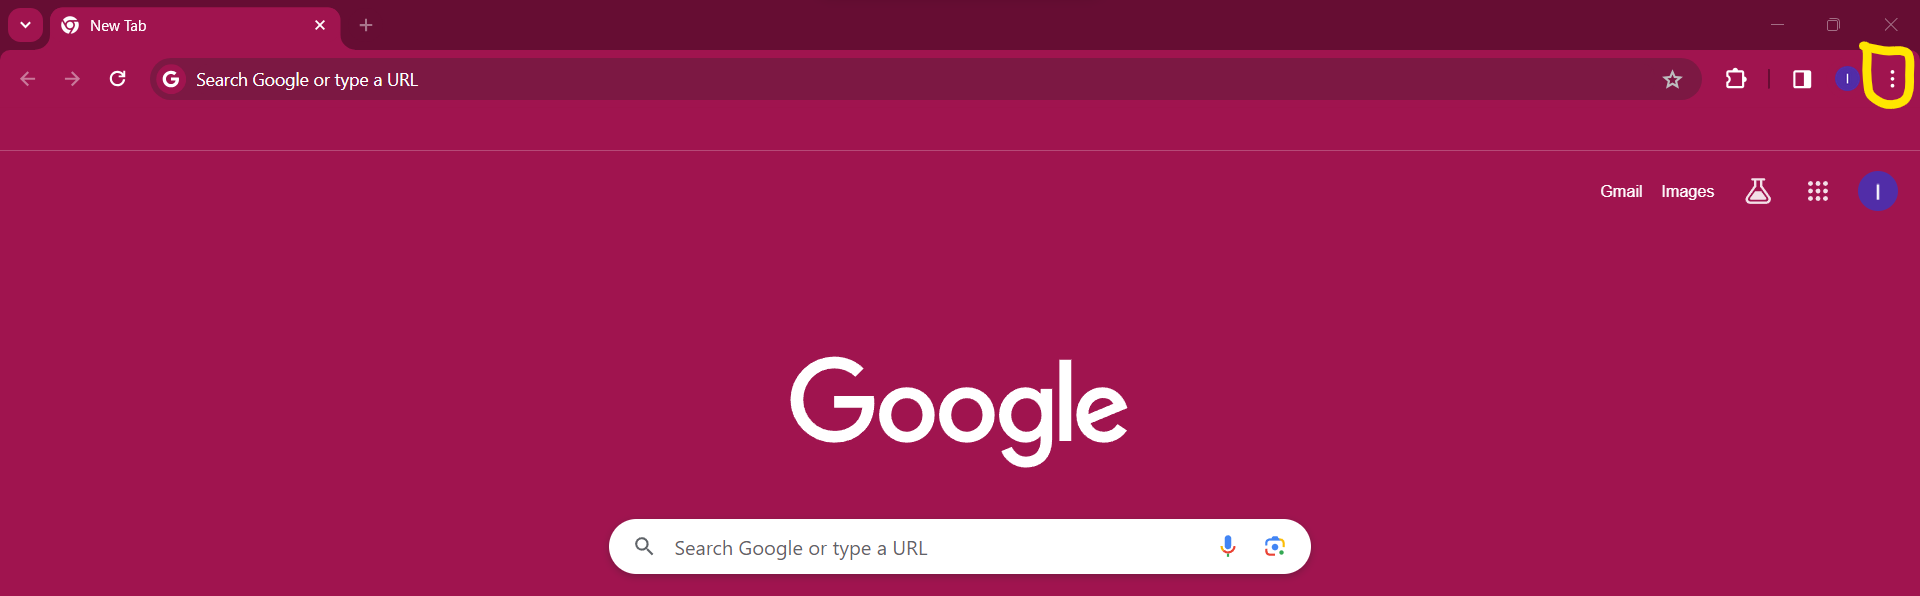 New Tab
Search Google or type a URL
I
Gmail Images
I
Google
Search Google or type a URL